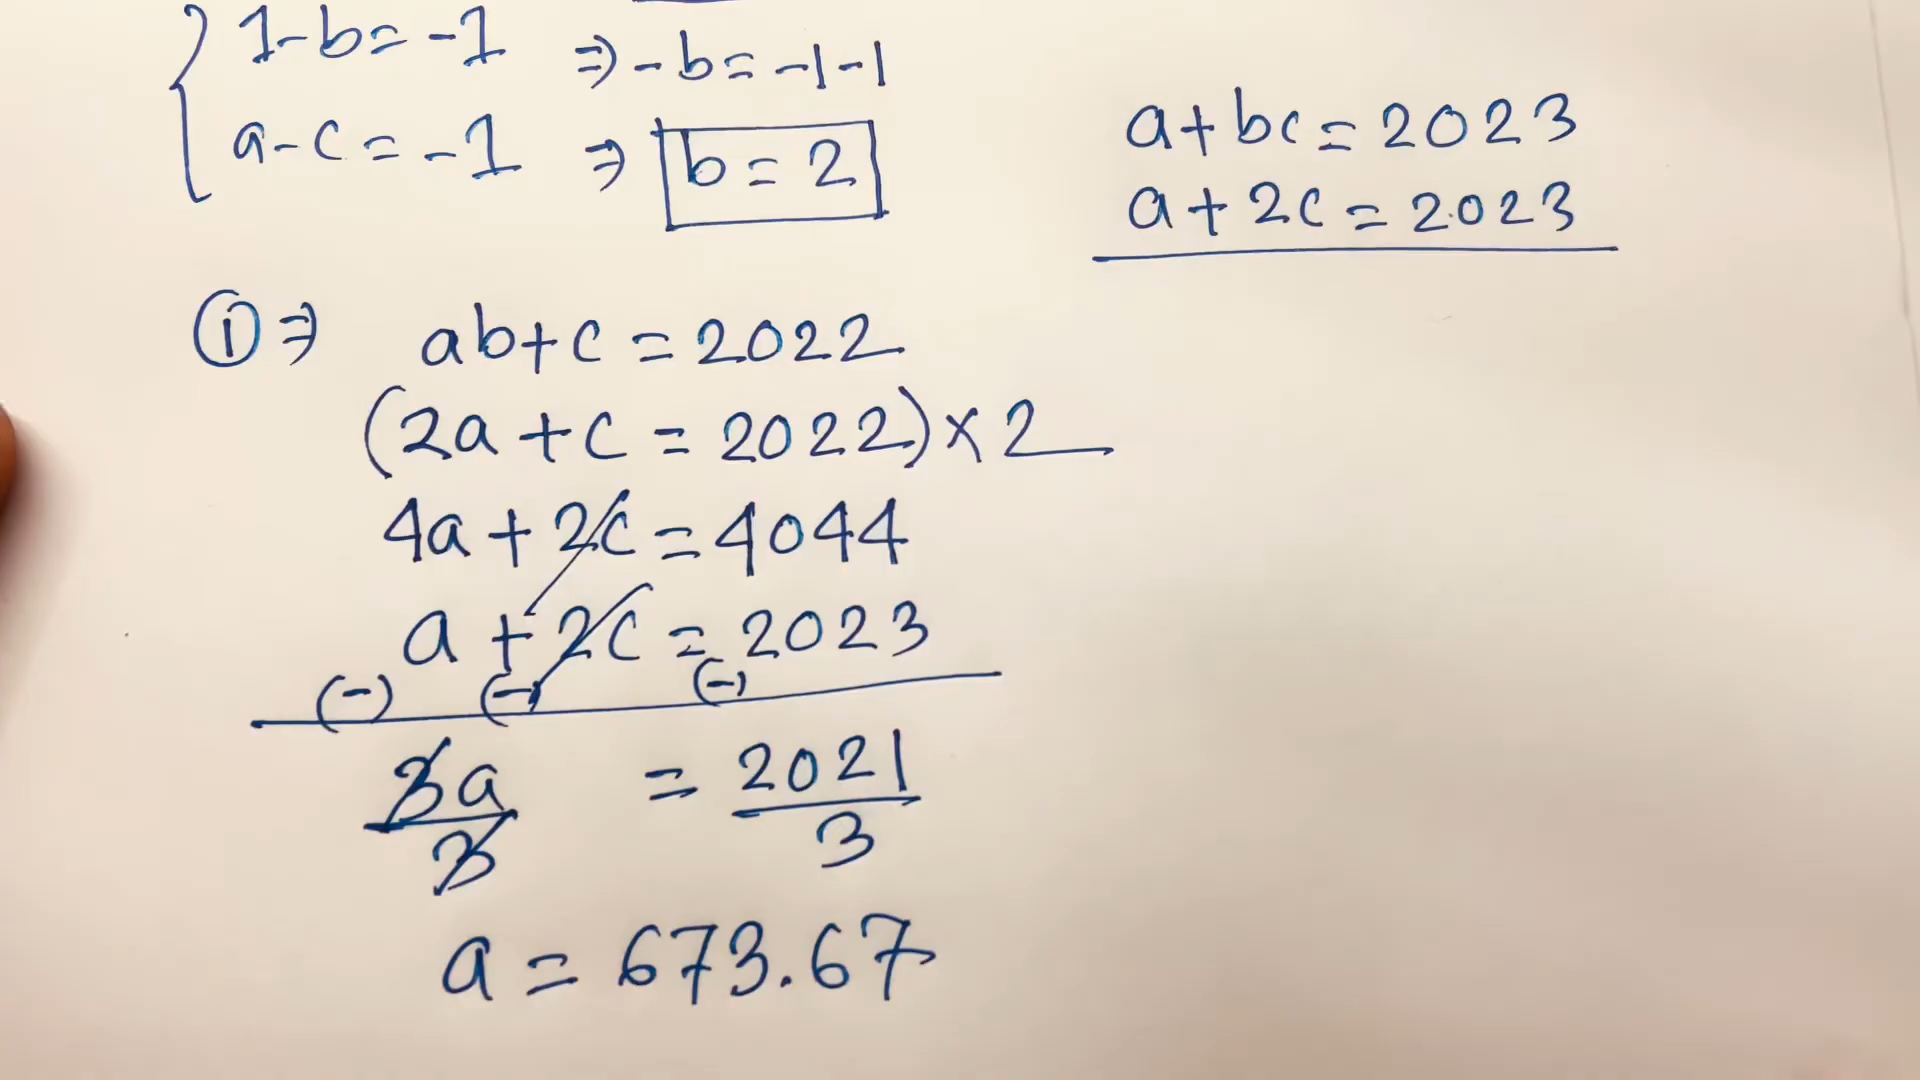 1-b=-1 ⇒ -b=-1-1
a-c=-1 ⇒ b=2
a+bc=2023
a+2c=2023
① ⇒ ab+c=2022
(2a+c=2022)×2
4a+2c=4044
a+2c=2023
(-) (-) (-)
3a/3 = 2021/3
a=673.67